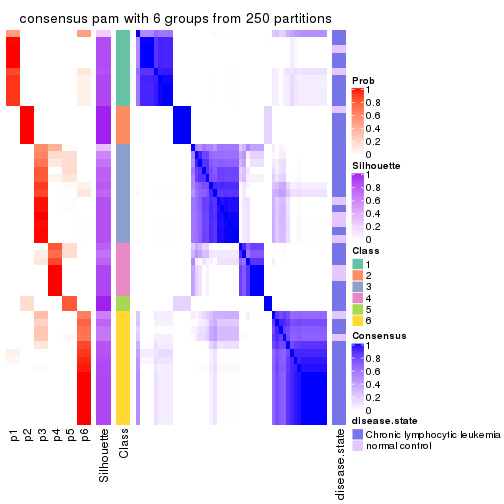 consensus pam with 6 groups from 250 partitions
Prob
1
0.8
0.6
0.4
0.2
0
Silhouette
1
0.8
0.6
0.4
0.2
0
Class
1
2
3
4
5
6
Consensus
1
0.8
0.6
0.4
0.2
0
disease.state
Chronic lymphocytic leukemia
normal control
p1
p2
p3
p4
p5
p6
Silhouette
Class
disease.state